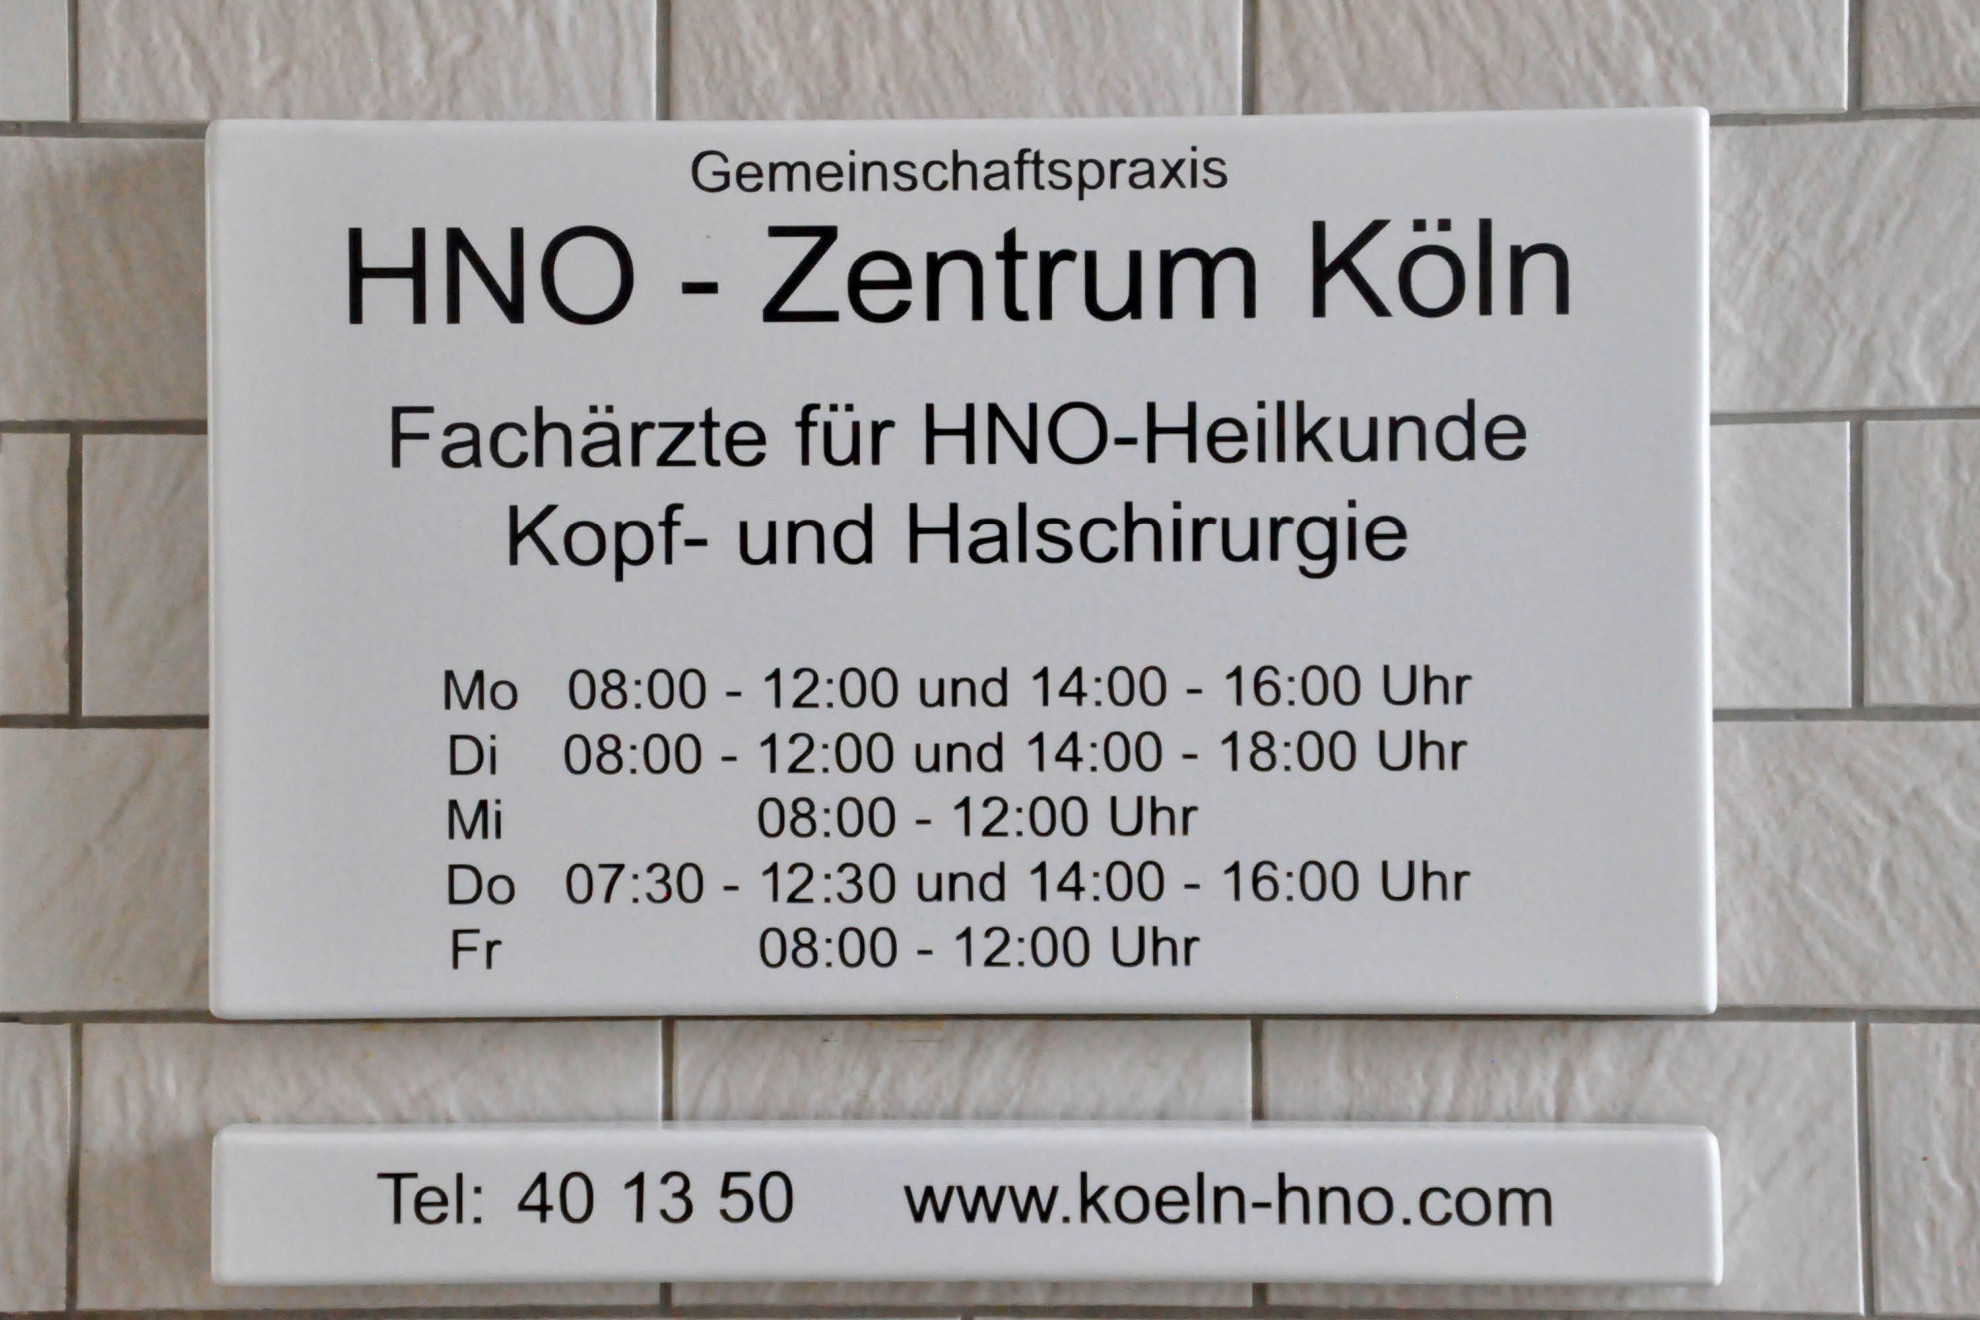 Gemeinschaftspraxis
HNO - Zentrum Köln
Fachärzte für HNO-Heilkunde
Kopf- und Halschirurgie
Mo 08:00 - 12:00 und 14:00 - 16:00 Uhr
Di 08:00 - 12:00 und 14:00 - 18:00 Uhr
Mi 08:00 - 12:00 Uhr
Do 07:30 - 12:30 und 14:00 - 16:00 Uhr
Fr 08:00 - 12:00 Uhr
Tel: 40 13 50 www.koeln-hno.com